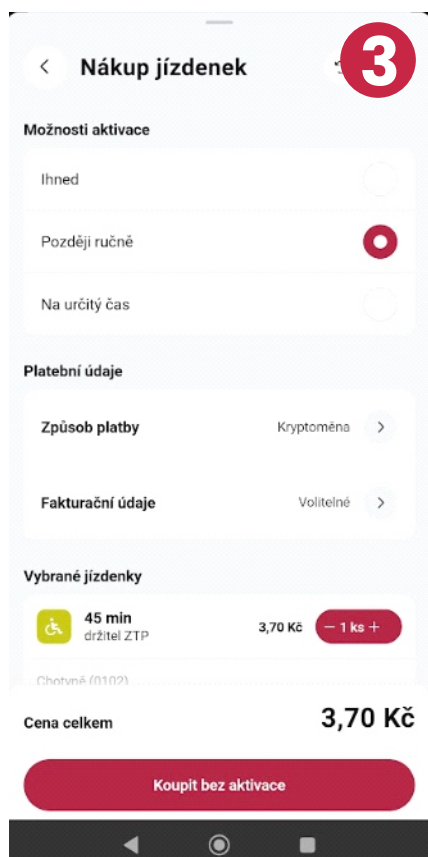 Nákup jízdenek
3
Možnosti aktivace
Ihned
Později ručně
Na určitý čas
Platební údaje
Způsob platby Kryptoměna
Fakturační údaje Volitelné
Vybrané jízdenky
45 min
držitel ZTP
3,70 Kč − 1 ks +
Chotyně (0102)
Cena celkem 3,70 Kč
Koupit bez aktivace